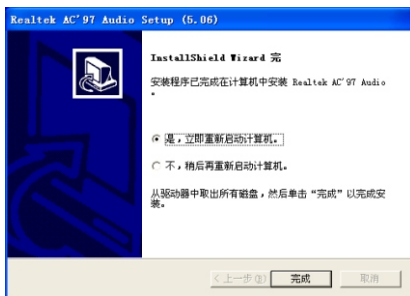 Realtek AC'97 Audio Setup (5.06)
InstallShield Wizard 完
安装程序已完成在计算机中安装 Realtek AC'97 Audio
。
是，立即重新启动计算机。
不，稍后再重新启动计算机。
从驱动器中取出所有磁盘，然后单击“完成”以完成安
装。
<上一步(B) 完成 取消